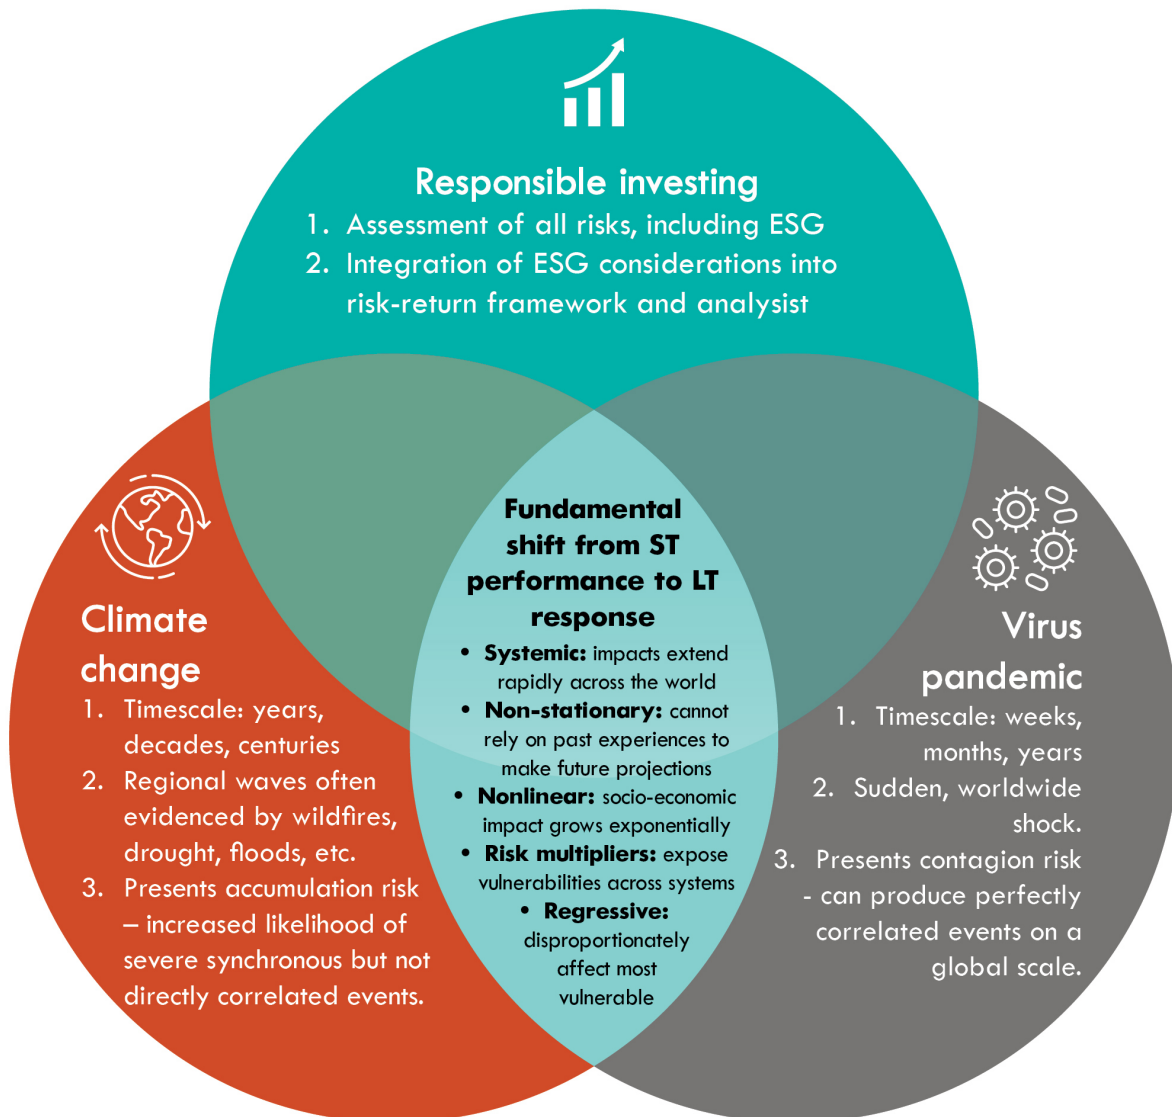 Responsible investing
1. Assessment of all risks, including ESG
2. Integration of ESG considerations into
risk-return framework and analysist
Climate
change
1. Timescale: years,
decades, centuries
2. Regional waves often
evidenced by wildfires,
drought, floods, etc.
3. Presents accumulation risk
– increased likelihood of
severe synchronous but not
directly correlated events.
Fundamental
shift from ST
performance to LT
response
• Systemic: impacts extend
rapidly across the world
• Non-stationary: cannot
rely on past experiences to
make future projections
• Nonlinear: socio-economic
impact grows exponentially
• Risk multipliers: expose
vulnerabilities across systems
• Regressive:
disproportionately
affect most
vulnerable
Virus
pandemic
1. Timescale: weeks,
months, years
2. Sudden, worldwide
shock.
3. Presents contagion risk
- can produce perfectly
correlated events on a
global scale.